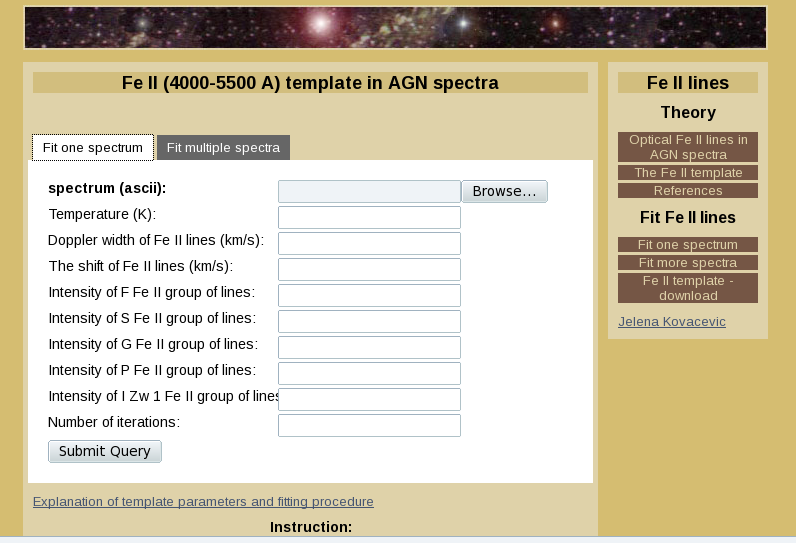 Fe II (4000-5500 A) template in AGN spectra
Fit one spectrum
Fit multiple spectra
spectrum (ascii):
Browse...
Temperature (K):
Doppler width of Fe II lines (km/s):
The shift of Fe II lines (km/s):
Intensity of F Fe II group of lines:
Intensity of S Fe II group of lines:
Intensity of G Fe II group of lines:
Intensity of P Fe II group of lines:
Intensity of I Zw 1 Fe II group of lines
Number of iterations:
Submit Query
Explanation of template parameters and fitting procedure
Instruction:
Fe II lines
Theory
Optical Fe II lines in
AGN spectra
The Fe II template
References
Fit Fe II lines
Fit one spectrum
Fit more spectra
Fe II template -
download
Jelena Kovacevic